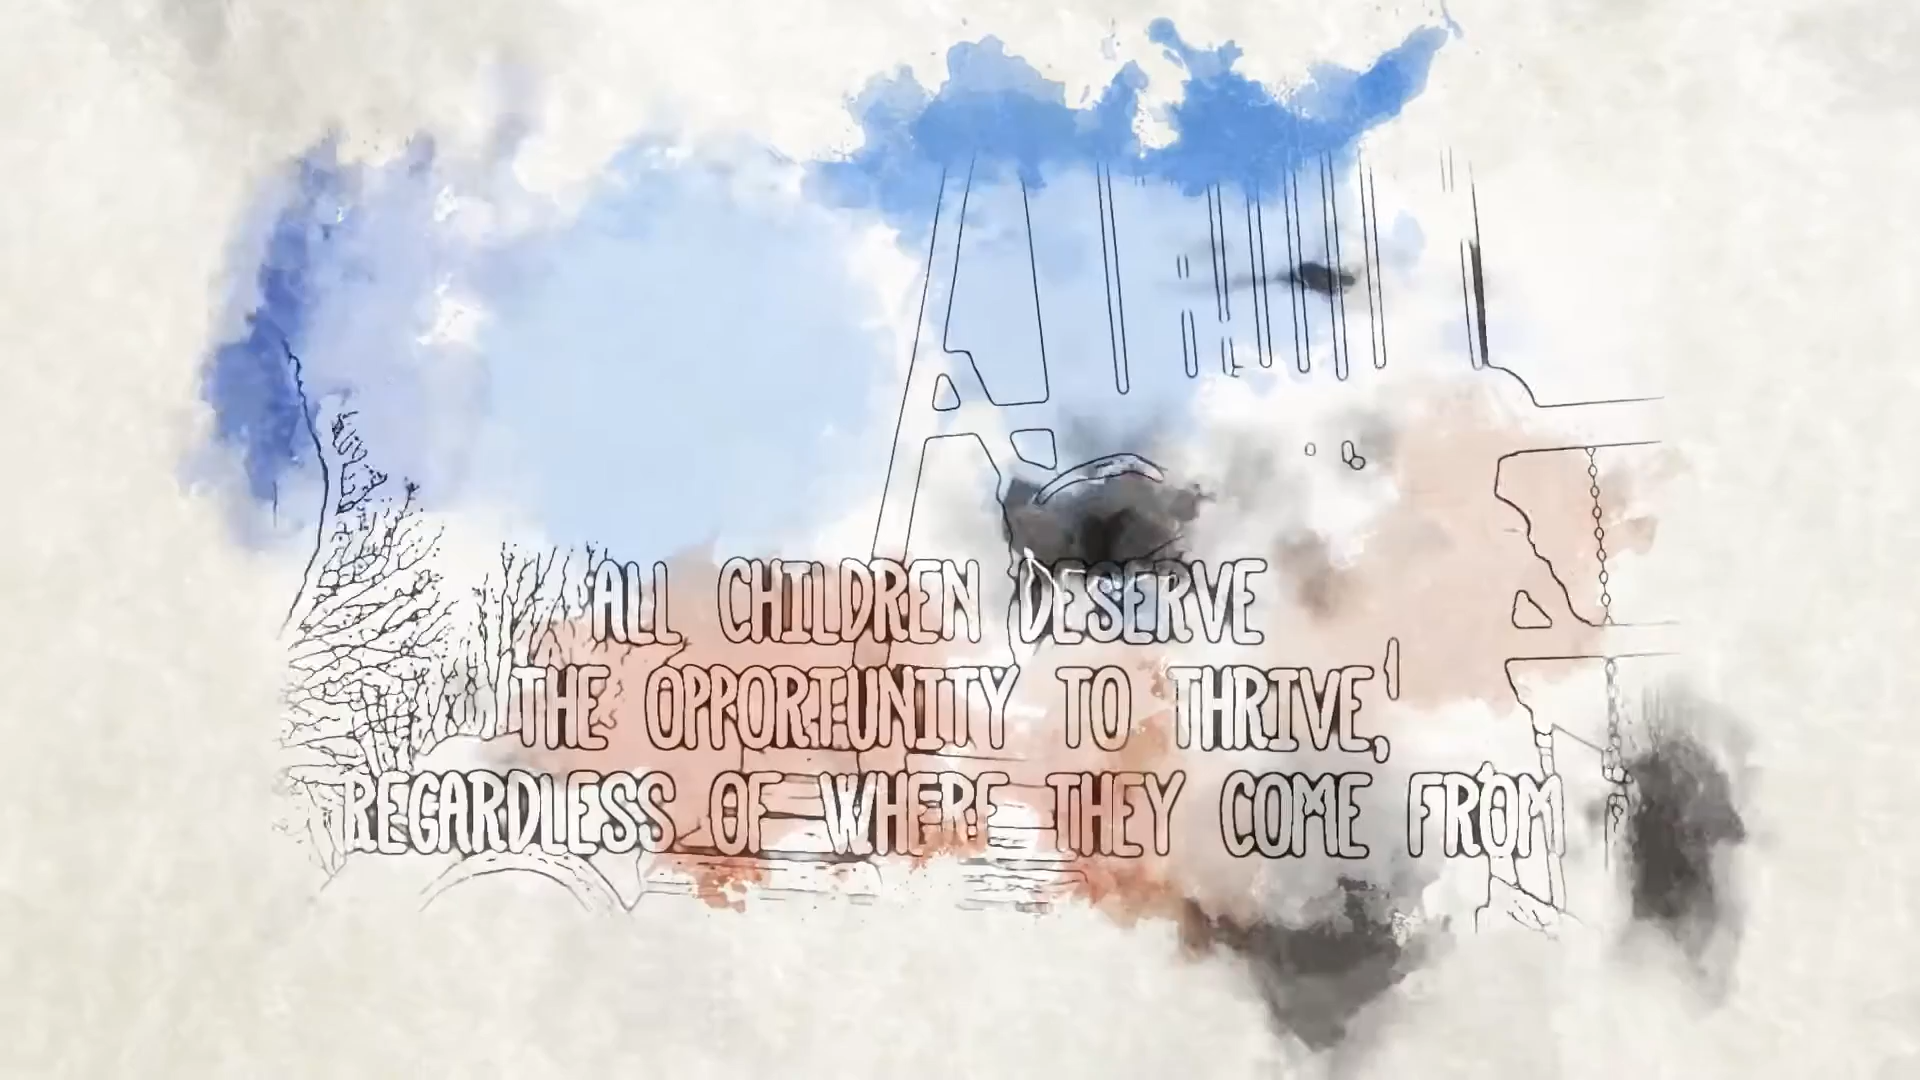 ALL CHILDREN DESERVE
THE OPPORTUNITY TO THRIVE,
REGARDLESS OF WHERE THEY COME FROM